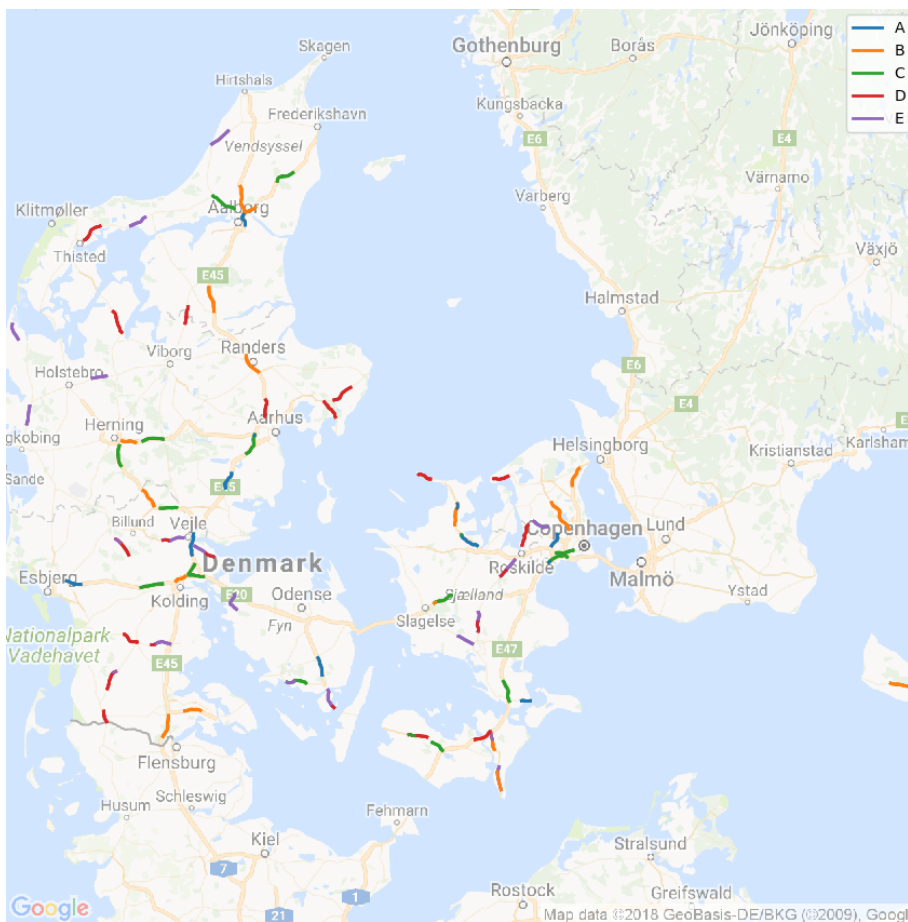 Skagen
Gothenburg
Borås
Jönköping
A
B
C
D
E
Hirtshals
Frederikshavn
Kungsbacka
E6
E4
Vendsyssel
Värnamo
Varberg
Klitmøller
Aalborg
Thisted
Växjö
E45
Halmstad
Viborg
Randers
E6
Holstebro
E4
Herning
Aarhus
Helsingborg
Karlsham
Kristianstad
Sande
Billund
Vejle
Copenhagen
Lund
Denmark
Esbjerg
Roskilde
Malmö
Kolding
E20
Odense
Sjælland
Ystad
Slagelse
Fyn
Nationalpark
Vadehavet
E45
E47
Flensburg
Husum
Schleswig
Fehmarn
Kiel
Stralsund
7
1
Rostock
Greifswald
21
Google
Map data ©2018 GeoBasis-DE/BKG (©2009), Goog